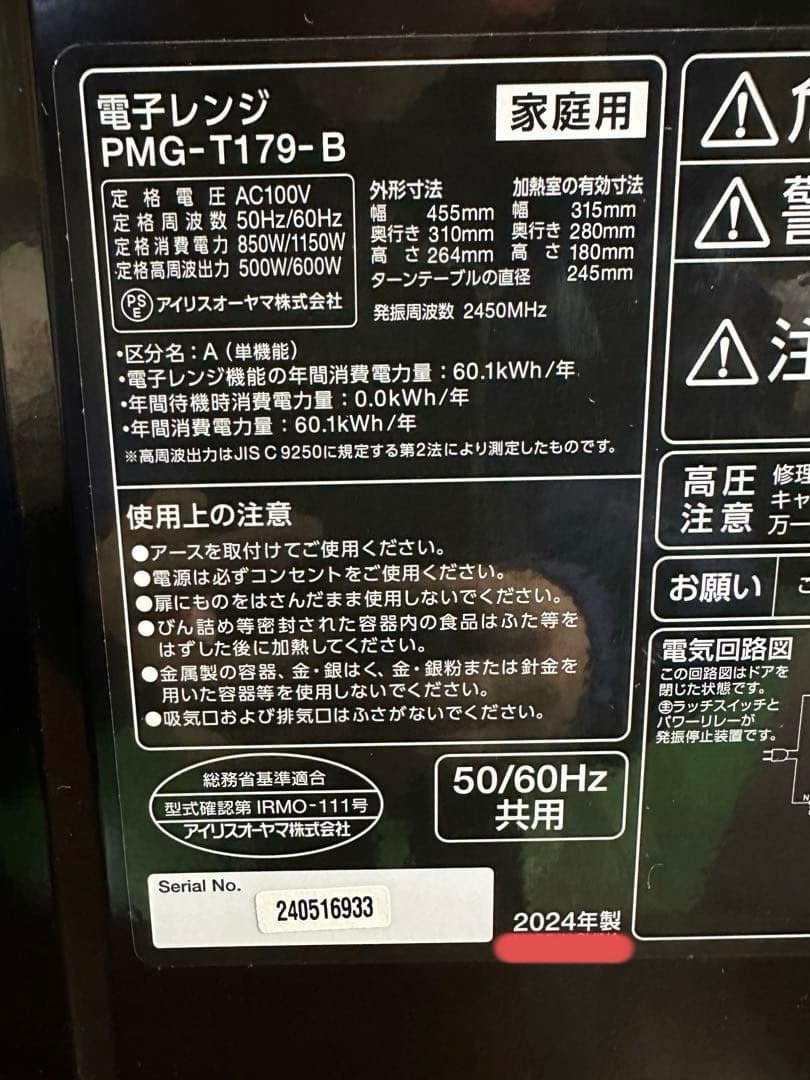 電子レンジ
PMG-T179-B
家庭用
定格電圧 AC100V
定格周波数 50Hz/60Hz
定格消費電力 850W/1150W
定格高周波出力 500W/600W
PSE アイリスオーヤマ株式会社
外形寸法
幅 455mm
奥行き 310mm
高さ 264mm
加熱室の有効寸法
幅 315mm
奥行き 280mm
高さ 180mm
ターンテーブルの直径 245mm
発振周波数 2450MHz
・区分名：A（単機能）
・電子レンジ機能の年間消費電力量：60.1kWh/年
・年間待機時消費電力量：0.0kWh/年
・年間消費電力量：60.1kWh/年
※高周波出力はJIS C 9250に規定する第2法により測定したものです。
使用上の注意
●アースを取付けてご使用ください。
●電源は必ずコンセントをご使用ください。
●扉にものをはさんだまま使用しないでください。
●びん詰め等密封された容器内の食品はふた等を
はずした後に加熱してください。
●金属製の容器、金・銀はく、金・銀粉または針金を
用いた容器等を使用しないでください。
●吸気口および排気口はふさがないでください。
総務省基準適合
型式確認第IRMO-111号
アイリスオーヤマ株式会社
50/60Hz
共用
Serial No.
240516933
2024年製
警
注
高圧
注意
修理
キャ
万一
お願い
電気回路図
この回路図はドアを
閉じた状態です。
㊤ラッチスイッチと
パワーリレーが
発振停止装置です。